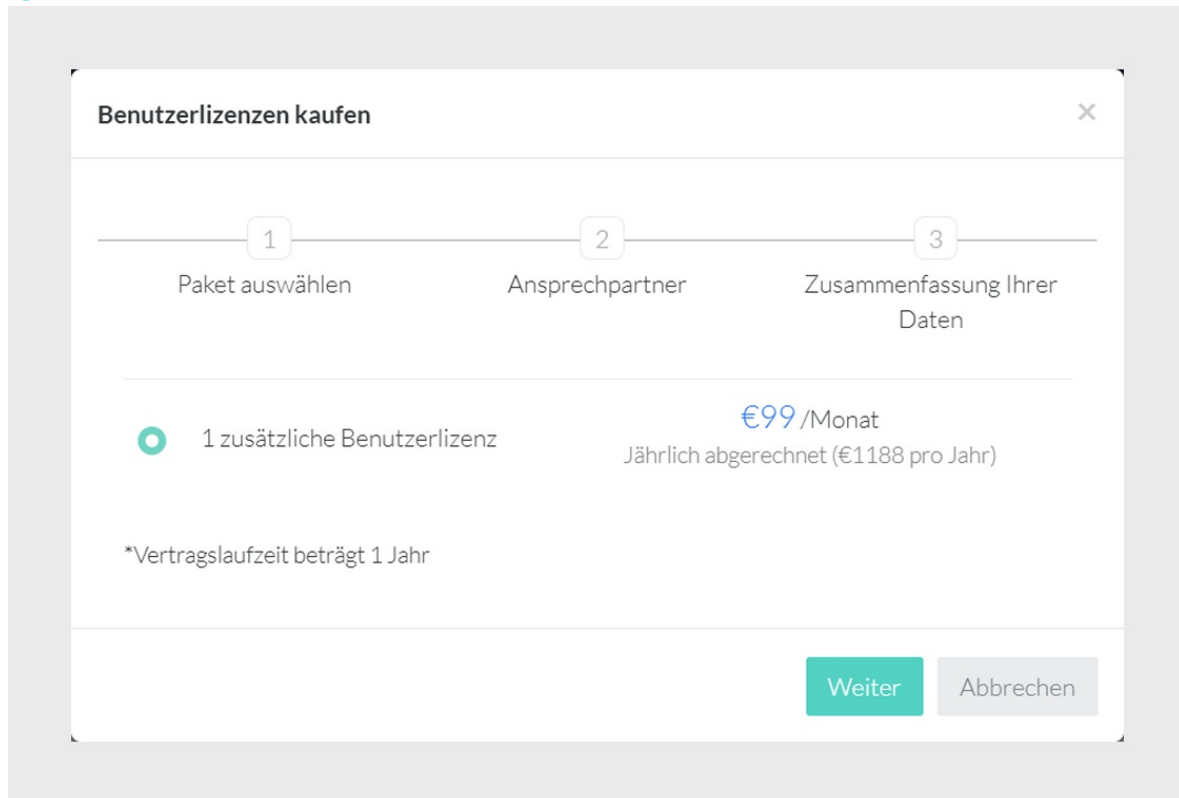 Benutzerlizenzen kaufen
×
1
2
3
Paket auswählen
Ansprechpartner
Zusammenfassung Ihrer
Daten
1 zusätzliche Benutzerlizenz
€99 /Monat
Jährlich abgerechnet (€1188 pro Jahr)
*Vertragslaufzeit beträgt 1 Jahr
Weiter
Abbrechen